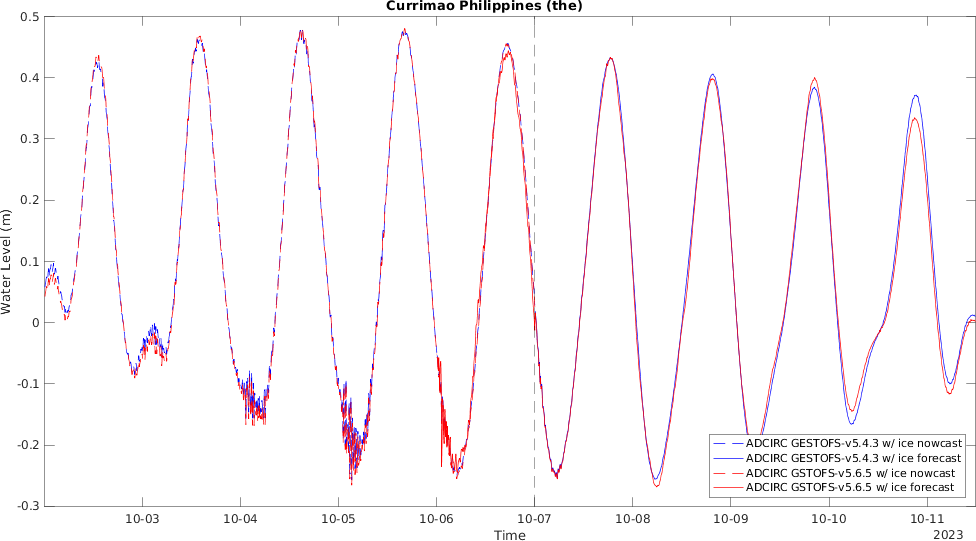 Currimao Philippines (the)
0.5
0.4
0.3
0.2
0.1
0
-0.1
-0.2
-0.3
Water Level (m)
ADCIRC GESTOFS-v5.4.3 w/ ice nowcast
ADCIRC GESTOFS-v5.4.3 w/ ice forecast
ADCIRC GSTOFS-v5.6.5 w/ ice nowcast
ADCIRC GSTOFS-v5.6.5 w/ ice forecast
10-03 10-04 10-05 10-06 10-07 10-08 10-09 10-10 10-11
Time
2023